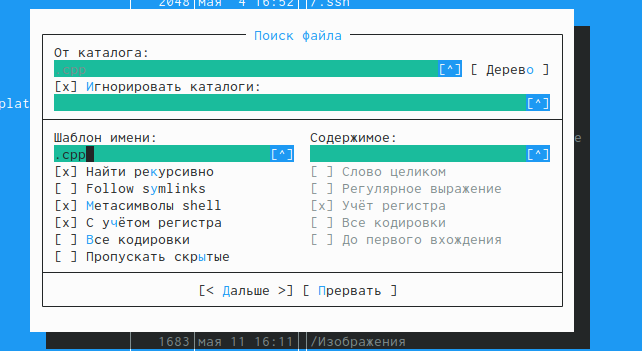 2048 мая 4 16:52 /.ssh
Поиск файла
От каталога:
.cpp [^] [ Дерево ]
[x] Игнорировать каталоги:
[^]
plat
Шаблон имени: Содержимое:
.cpp [^] [^]
[x] Найти рекурсивно [ ] Слово целиком
[ ] Follow symlinks [ ] Регулярное выражение
[x] Метасимволы shell [x] Учёт регистра
[x] С учётом регистра [ ] Все кодировки
[ ] Все кодировки [ ] До первого вхождения
[ ] Пропускать скрытые
[< Дальше >] [ Прервать ]
1683 мая 11 16:11 /Изображения